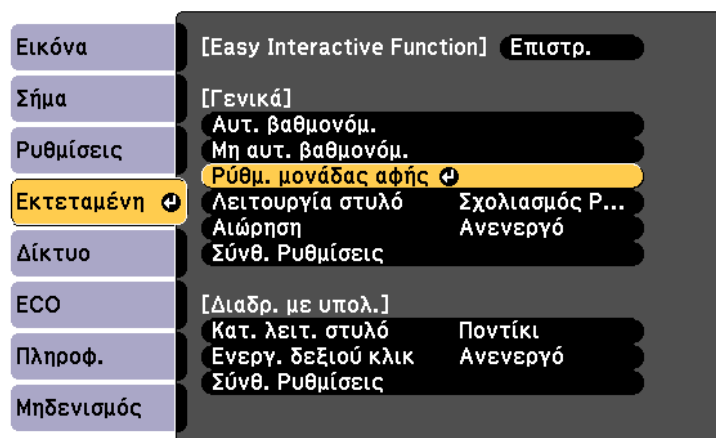 Εικόνα
Σήμα
Ρυθμίσεις
Εκτεταμένη
Δίκτυο
ECO
Πληροφ.
Μηδενισμός
[Easy Interactive Function] Επιστρ.
[Γενικά]
Αυτ. βαθμονόμ.
Μη αυτ. βαθμονόμ.
Ρύθμ. μονάδας αφής
Λειτουργία στυλό Σχολιασμός Ρ...
Αιώρηση Ανενεργό
Σύνθ. Ρυθμίσεις
[Διαδρ. με υπολ.]
Κατ. λειτ. στυλό Ποντίκι
Ενεργ. δεξιού κλικ Ανενεργό
Σύνθ. Ρυθμίσεις